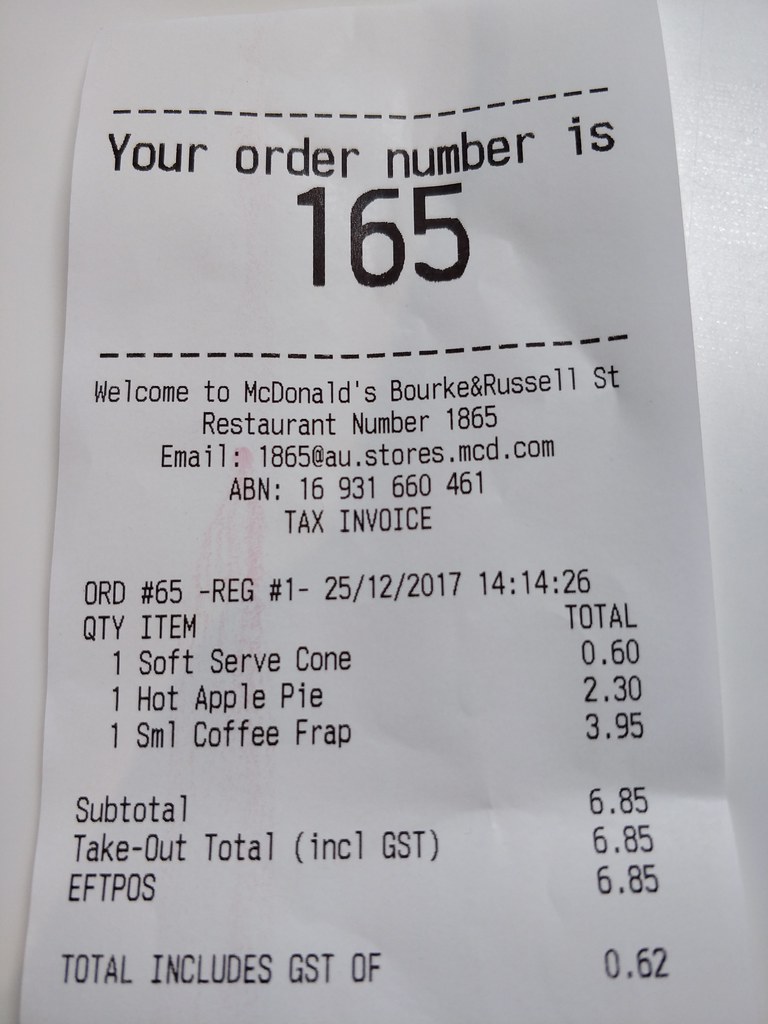 Your order number is
165
Welcome to McDonald's Bourke&Russell St
Restaurant Number 1865
Email: 1865@au.stores.mcd.com
ABN: 16 931 660 461
TAX INVOICE
ORD #65 -REG #1- 25/12/2017 14:14:26
QTY ITEM TOTAL
1 Soft Serve Cone 0.60
1 Hot Apple Pie 2.30
1 Sml Coffee Frap 3.95
Subtotal 6.85
Take-Out Total (incl GST) 6.85
EFTPOS 6.85
TOTAL INCLUDES GST OF 0.62